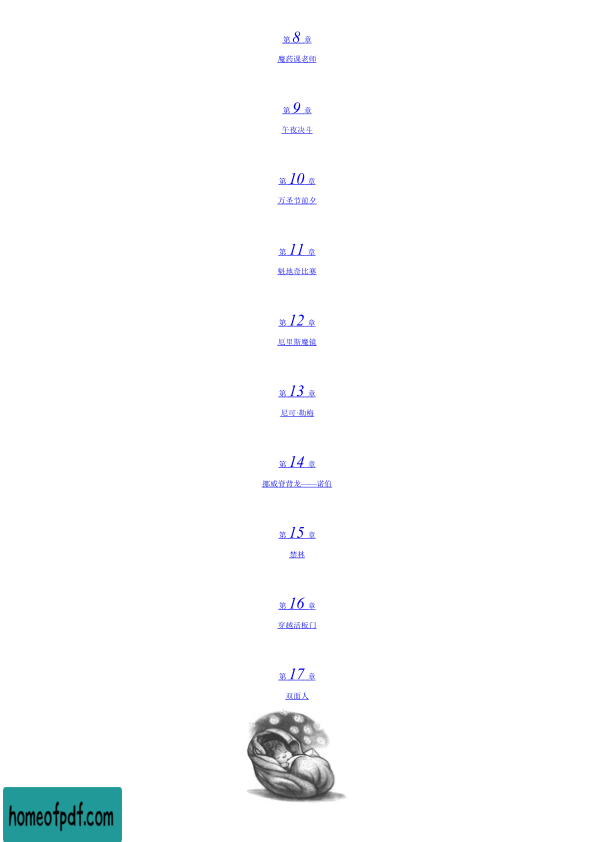 第 8 章
魔药课老师
第 9 章
午夜决斗
第 10 章
万圣节前夕
第 11 章
魁地奇比赛
第 12 章
厄里斯魔镜
第 13 章
尼可·勒梅
第 14 章
挪威脊背龙——诺伯
第 15 章
禁林
第 16 章
穿越活板门
第 17 章
双面人
homeofpdf.com